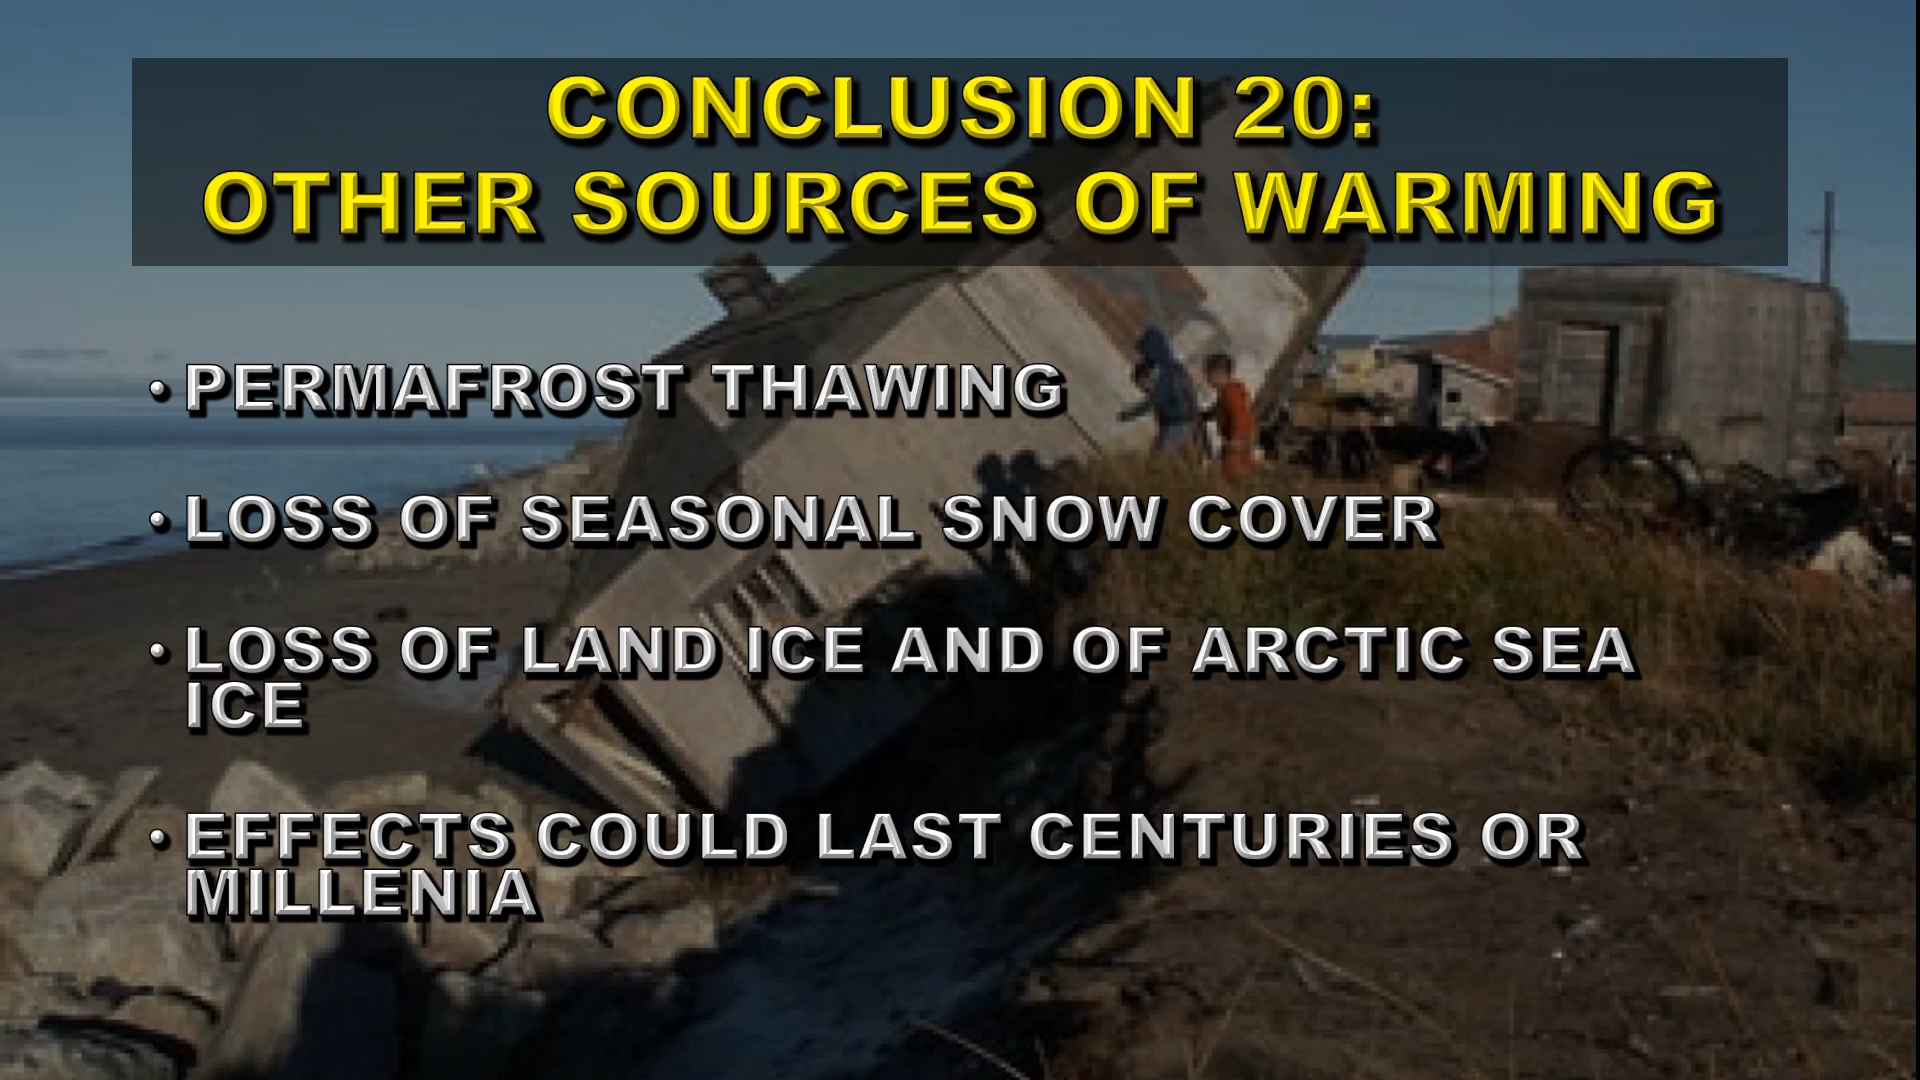 CONCLUSION 20:
OTHER SOURCES OF WARMING
• PERMAFROST THAWING
• LOSS OF SEASONAL SNOW COVER
• LOSS OF LAND ICE AND OF ARCTIC SEA
ICE
• EFFECTS COULD LAST CENTURIES OR
MILLENIA